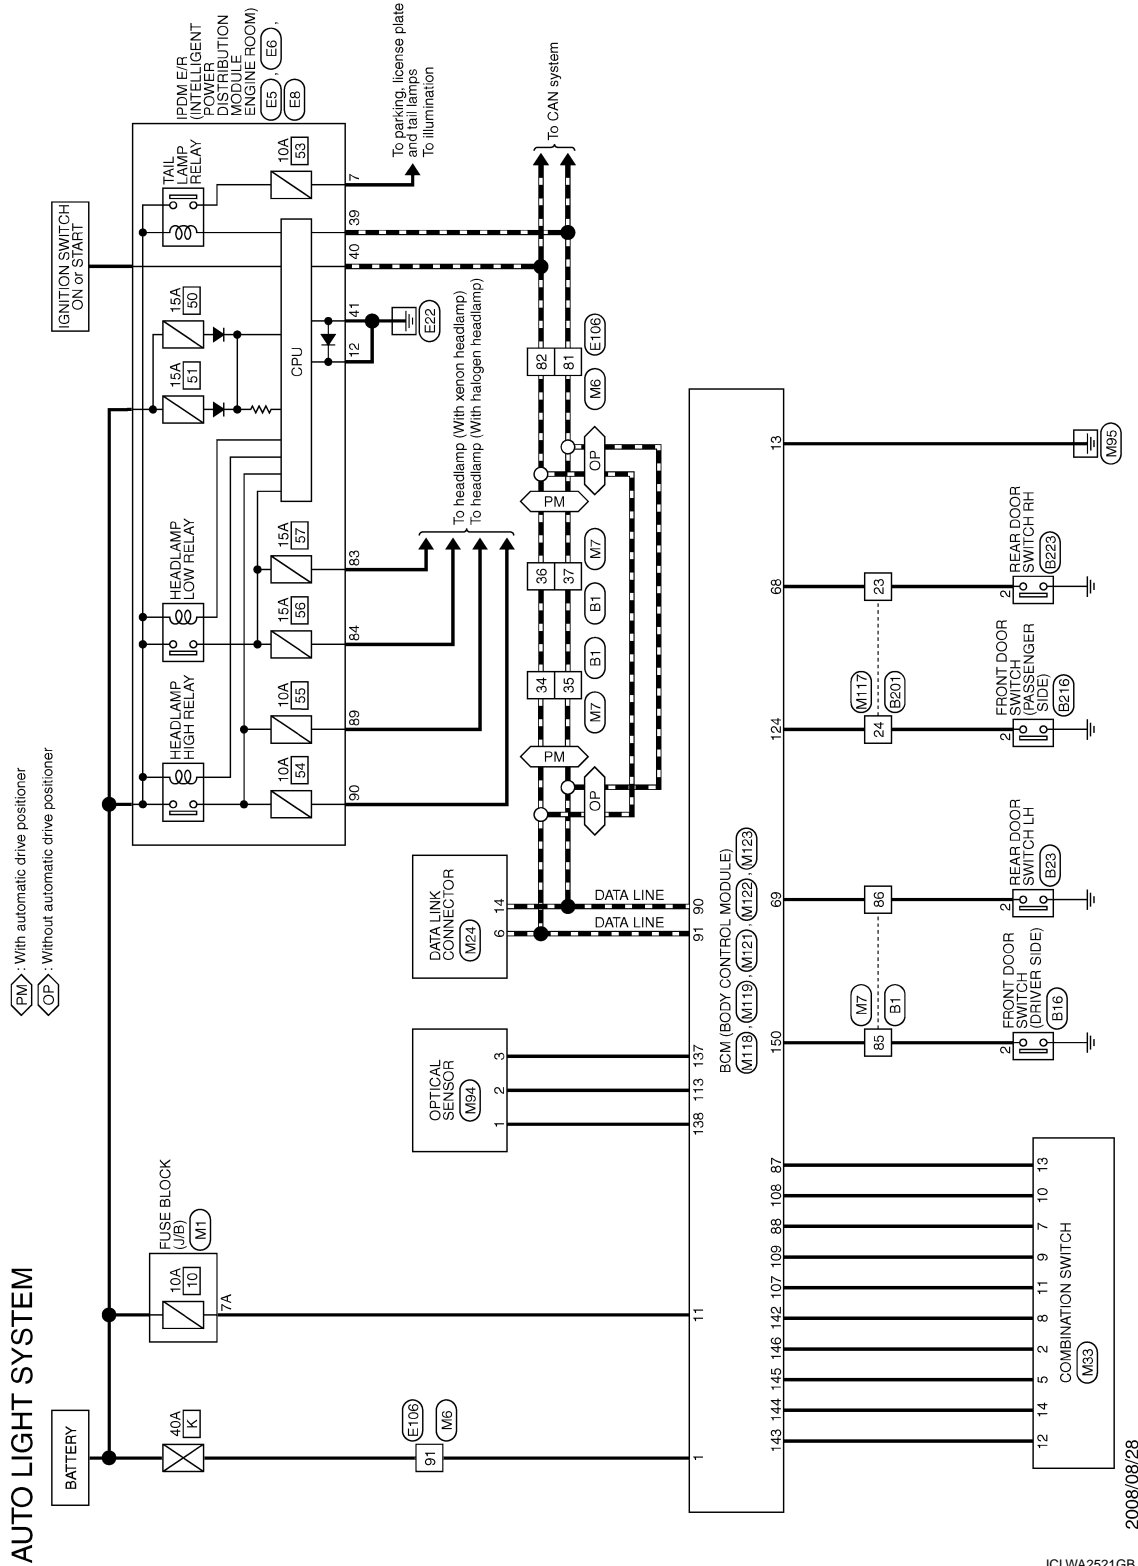 AUTO LIGHT SYSTEM
PM : With automatic drive positioner
OP : Without automatic drive positioner
BATTERY
IGNITION SWITCH
ON or START
40A
K
FUSE BLOCK
(J/B)
M1
10A
10
7A
E106
91
M6
IPDM E/R
(INTELLIGENT
POWER
DISTRIBUTION
MODULE
ENGINE ROOM)
E5 , E6 ,
E8
HEADLAMP
HIGH RELAY
HEADLAMP
LOW RELAY
TAIL
LAMP
RELAY
15A
51
15A
50
10A
54
10A
55
15A
56
15A
57
10A
53
CPU
90
89
84
83
12
41
40
39
7
E22
To parking, license plate
and tail lamps
To illumination
To headlamp (With xenon headlamp)
To headlamp (With halogen headlamp)
To CAN system
OPTICAL
SENSOR
M94
1
2
3
DATA LINK
CONNECTOR
M24
6
14
DATA LINE
DATA LINE
PM
OP
34
35
M7
B1
36
37
B1
M7
PM
OP
82
81
M6
E106
1
11
138
113
137
91
90
BCM (BODY CONTROL MODULE)
M118 , M119 , M121 , M122 , M123
143
144
145
146
142
107
109
88
108
87
150
69
124
68
13
12
14
5
2
8
11
9
7
10
13
COMBINATION SWITCH
M33
M7
85
B1
86
M117
24
B201
23
2
FRONT DOOR
SWITCH
(DRIVER SIDE)
B16
2
REAR DOOR
SWITCH LH
B23
2
FRONT DOOR
SWITCH
(PASSENGER
SIDE)
B216
2
REAR DOOR
SWITCH RH
B223
M95
2008/08/28
JCLWA2521GB